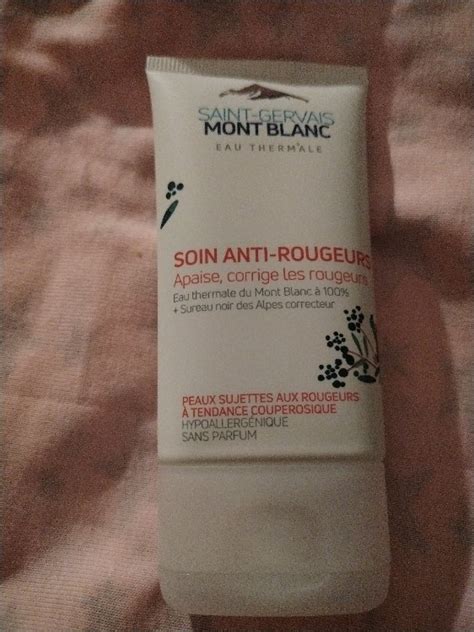 SAINT-GERVAIS
MONT BLANC
EAU THERMALE
SOIN ANTI-ROUGEURS
Apaise, corrige les rougeurs
Eau thermale du Mont Blanc à 100%
+ Sureau noir des Alpes correcteur
PEAUX SUJETTES AUX ROUGEURS
À TENDANCE COUPEROSIQUE
HYPOALLERGÉNIQUE
SANS PARFUM